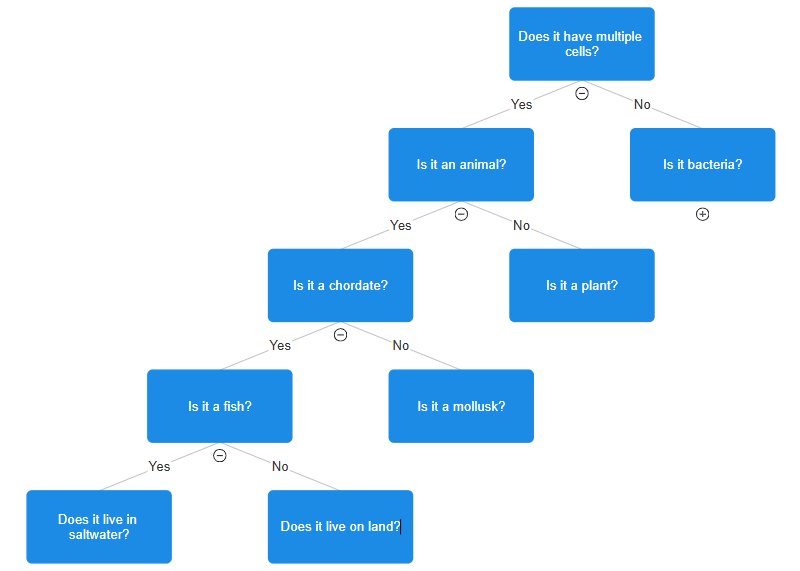 Does it have multiple
cells?
Yes
No
Is it an animal?
Is it bacteria?
Yes
No
Is it a chordate?
Is it a plant?
Yes
No
Is it a fish?
Is it a mollusk?
Yes
No
Does it live in
saltwater?
Does it live on land?